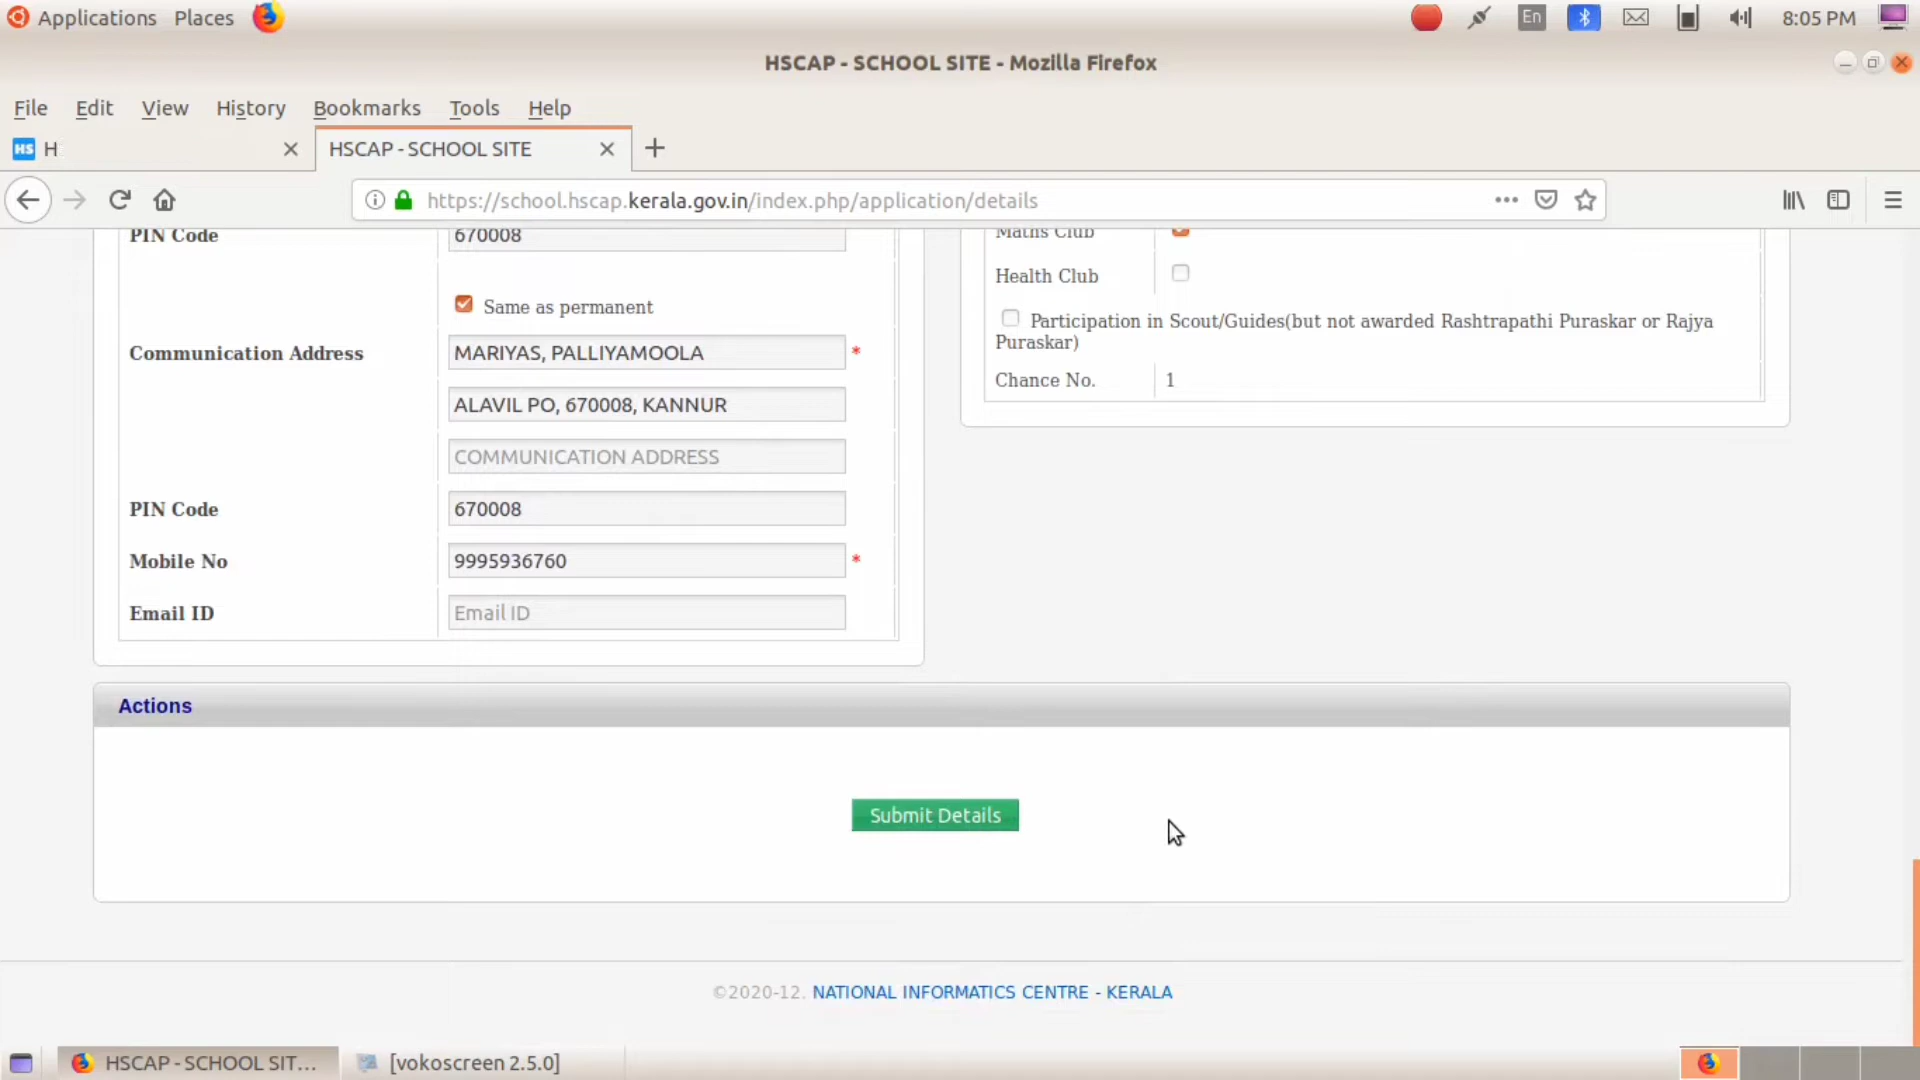 Applications Places En 8:05 PM
HSCAP - SCHOOL SITE - Mozilla Firefox
File Edit View History Bookmarks Tools Help
HS H HSCAP - SCHOOL SITE
https://school.hscap.kerala.gov.in/index.php/application/details
PIN Code 670008
Same as permanent
Communication Address MARIYAS, PALLIYAMOOLA *
ALAVIL PO, 670008, KANNUR
COMMUNICATION ADDRESS
PIN Code 670008
Mobile No 9995936760 *
Email ID Email ID
Maths Club
Health Club
Participation in Scout/Guides(but not awarded Rashtrapathi Puraskar or Rajya
Puraskar)
Chance No. 1
Actions
Submit Details
©2020-12. NATIONAL INFORMATICS CENTRE - KERALA
HSCAP - SCHOOL SIT... [vokoscreen 2.5.0]